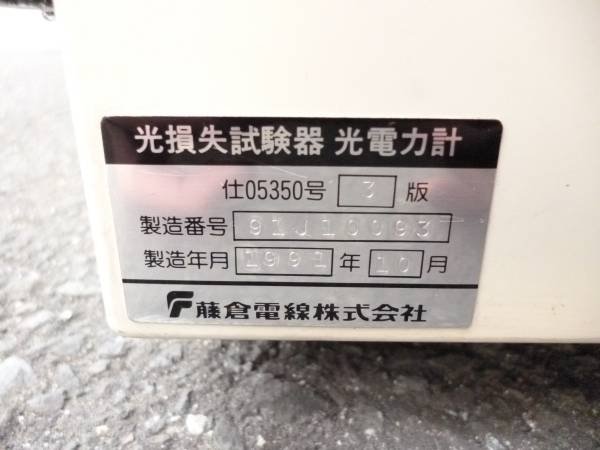 光損失試験器 光電力計
仕05350号 3 版
製造番号 91J10093
製造年月 1991 年 10 月
藤倉電線株式会社